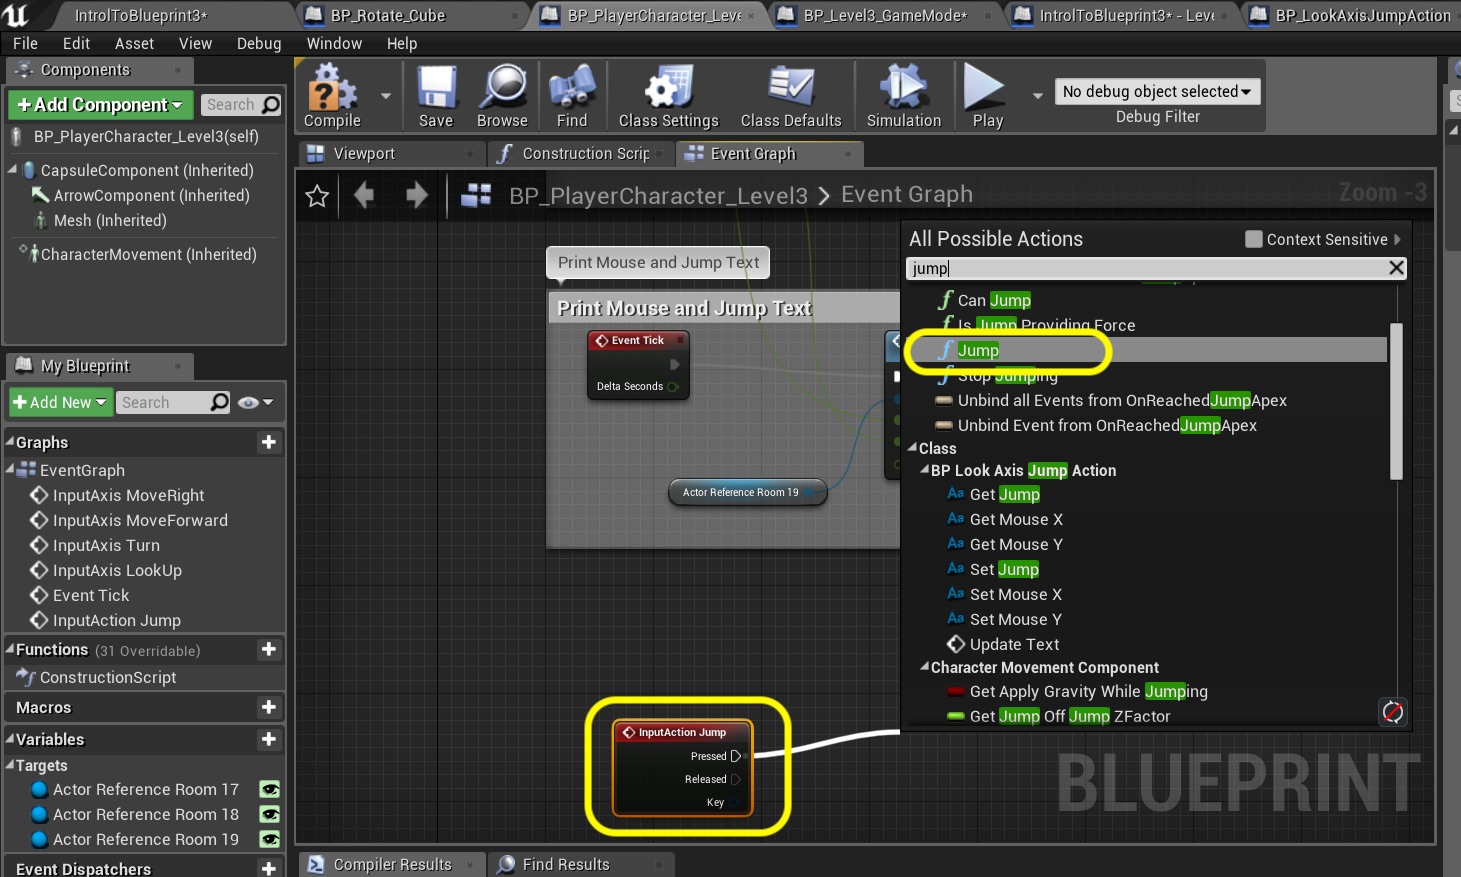 IntrolToBlueprint3*
BP_Rotate_Cube
BP_PlayerCharacter_Leve
BP_Level3_GameMode*
IntrolToBlueprint3* - Leve
BP_LookAxisJumpAction
File
Edit
Asset
View
Debug
Window
Help
Components
+Add Component
Search
BP_PlayerCharacter_Level3(self)
CapsuleComponent (Inherited)
ArrowComponent (Inherited)
Mesh (Inherited)
CharacterMovement (Inherited)
Compile
Save
Browse
Find
Class Settings
Class Defaults
Simulation
Play
No debug object selected
Debug Filter
Viewport
Construction Scrip
Event Graph
BP_PlayerCharacter_Level3 > Event Graph
Zoom -3
Print Mouse and Jump Text
Print Mouse and Jump Text
Event Tick
Delta Seconds
Actor Reference Room 19
InputAction Jump
Pressed
Released
Key
All Possible Actions
Context Sensitive
jump
Can Jump
Is Jump Providing Force
Jump
Stop Jumping
Unbind all Events from OnReachedJumpApex
Unbind Event from OnReachedJumpApex
Class
BP Look Axis Jump Action
Get Jump
Get Mouse X
Get Mouse Y
Set Jump
Set Mouse X
Set Mouse Y
Update Text
Character Movement Component
Get Apply Gravity While Jumping
Get Jump Off Jump ZFactor
BLUEPRINT
My Blueprint
+Add New
Search
Graphs
EventGraph
InputAxis MoveRight
InputAxis MoveForward
InputAxis Turn
InputAxis LookUp
Event Tick
InputAction Jump
Functions (31 Overridable)
ConstructionScript
Macros
Variables
Targets
Actor Reference Room 17
Actor Reference Room 18
Actor Reference Room 19
Event Dispatchers
Compiler Results
Find Results